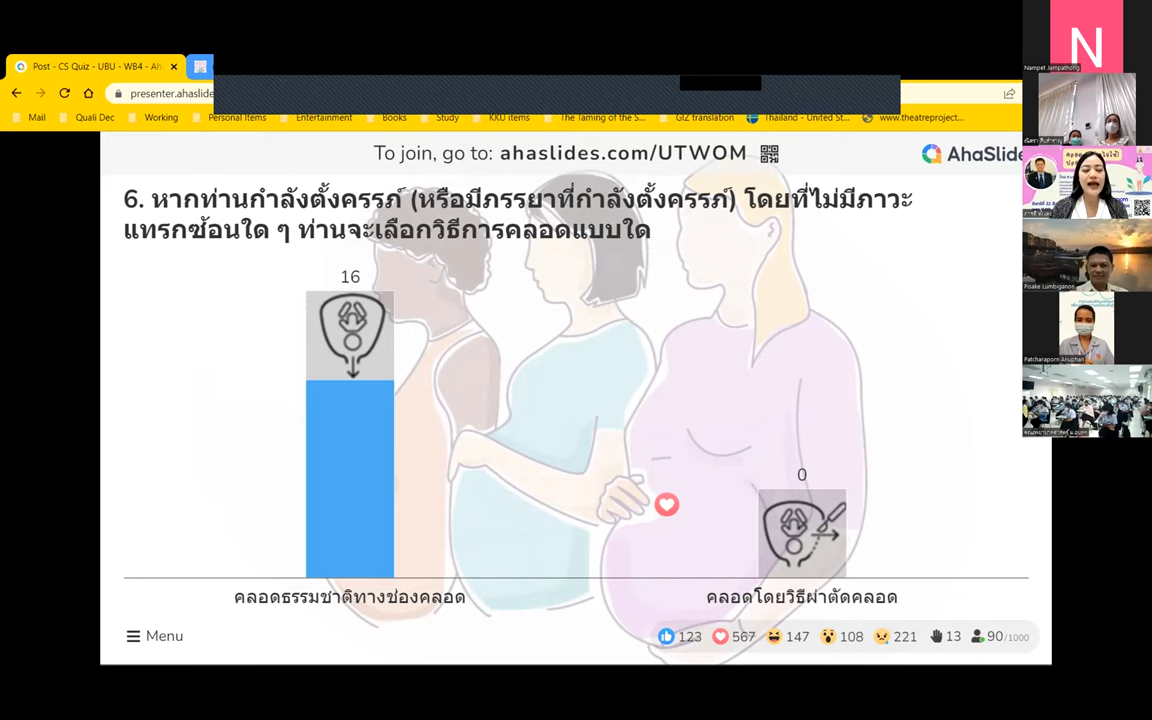 Post - CS Quiz - UBU - WB4 - Ah
presenter.ahaslide
Mail
Quali Dec
Working
Personal Items
Entertainment
Books
Study
KKU items
The Taming of the S...
GIZ translation
Thailand - United St...
www.theatreproject...
To join, go to: ahaslides.com/UTWOM
AhaSlide
6. หากท่านกำลังตั้งครรภ์ (หรือมีภรรยาที่กำลังตั้งครรภ์) โดยที่ไม่มีภาวะ
แทรกซ้อนใด ๆ ท่านจะเลือกวิธีการคลอดแบบใด
16
0
คลอดธรรมชาติทางช่องคลอด
คลอดโดยวิธีผ่าตัดคลอด
Menu
123
567
147
108
221
13
90/1000
N
Nampet Jampathong
Pisake Lumbiganon
Patcharaporn Anuphan